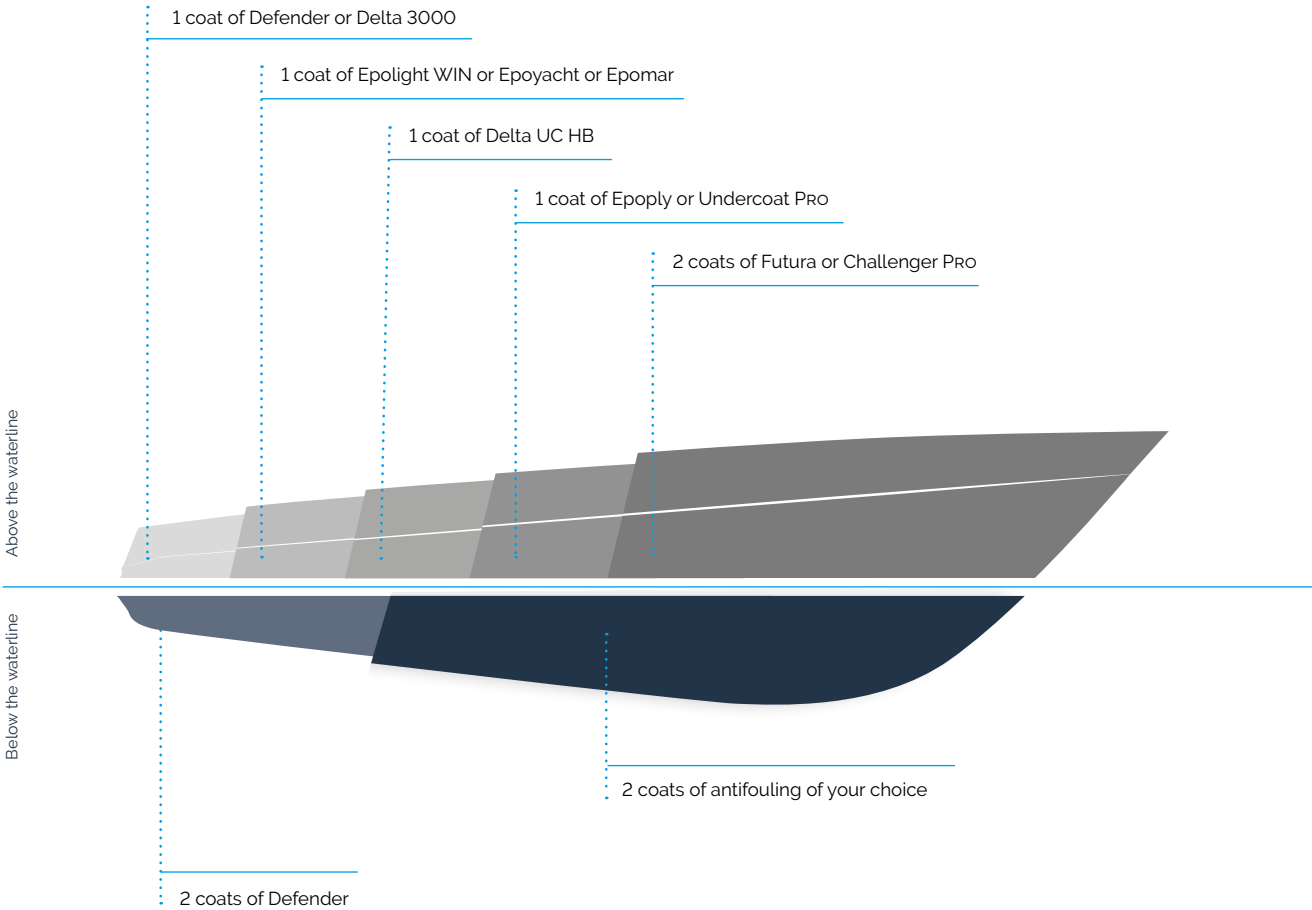 1 coat of Defender or Delta 3000
1 coat of Epolight WIN or Epoyacht or Epomar
1 coat of Delta UC HB
1 coat of Epoply or Undercoat PRO
2 coats of Futura or Challenger PRO
Above the waterline
Below the waterline
2 coats of antifouling of your choice
2 coats of Defender